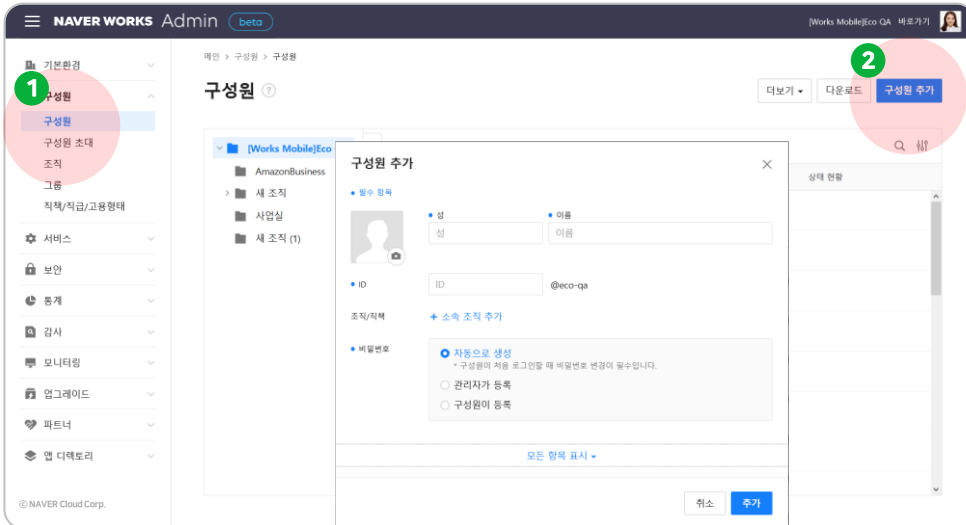 NAVER WORKS Admin beta
[Works Mobile]Eco QA 바로가기
기본환경
구성원
구성원
구성원 초대
조직
그룹
직책/직급/고용형태
서비스
보안
통계
감사
모니터링
업그레이드
파트너
앱 디렉토리
© NAVER Cloud Corp.
1
메인 > 구성원 > 구성원
구성원 ?
2
더보기 다운로드 구성원 추가
[Works Mobile]Eco
AmazonBusiness
새 조직
사업실
새 조직 (1)
상태 현황
구성원 추가
필수 항목
성 이름
성 이름
ID ID @eco-qa
조직/직책 + 소속 조직 추가
비밀번호 자동으로 생성
* 구성원이 처음 로그인할 때 비밀번호 변경이 필수입니다.
관리자가 등록
구성원이 등록
모든 항목 표시
취소 추가